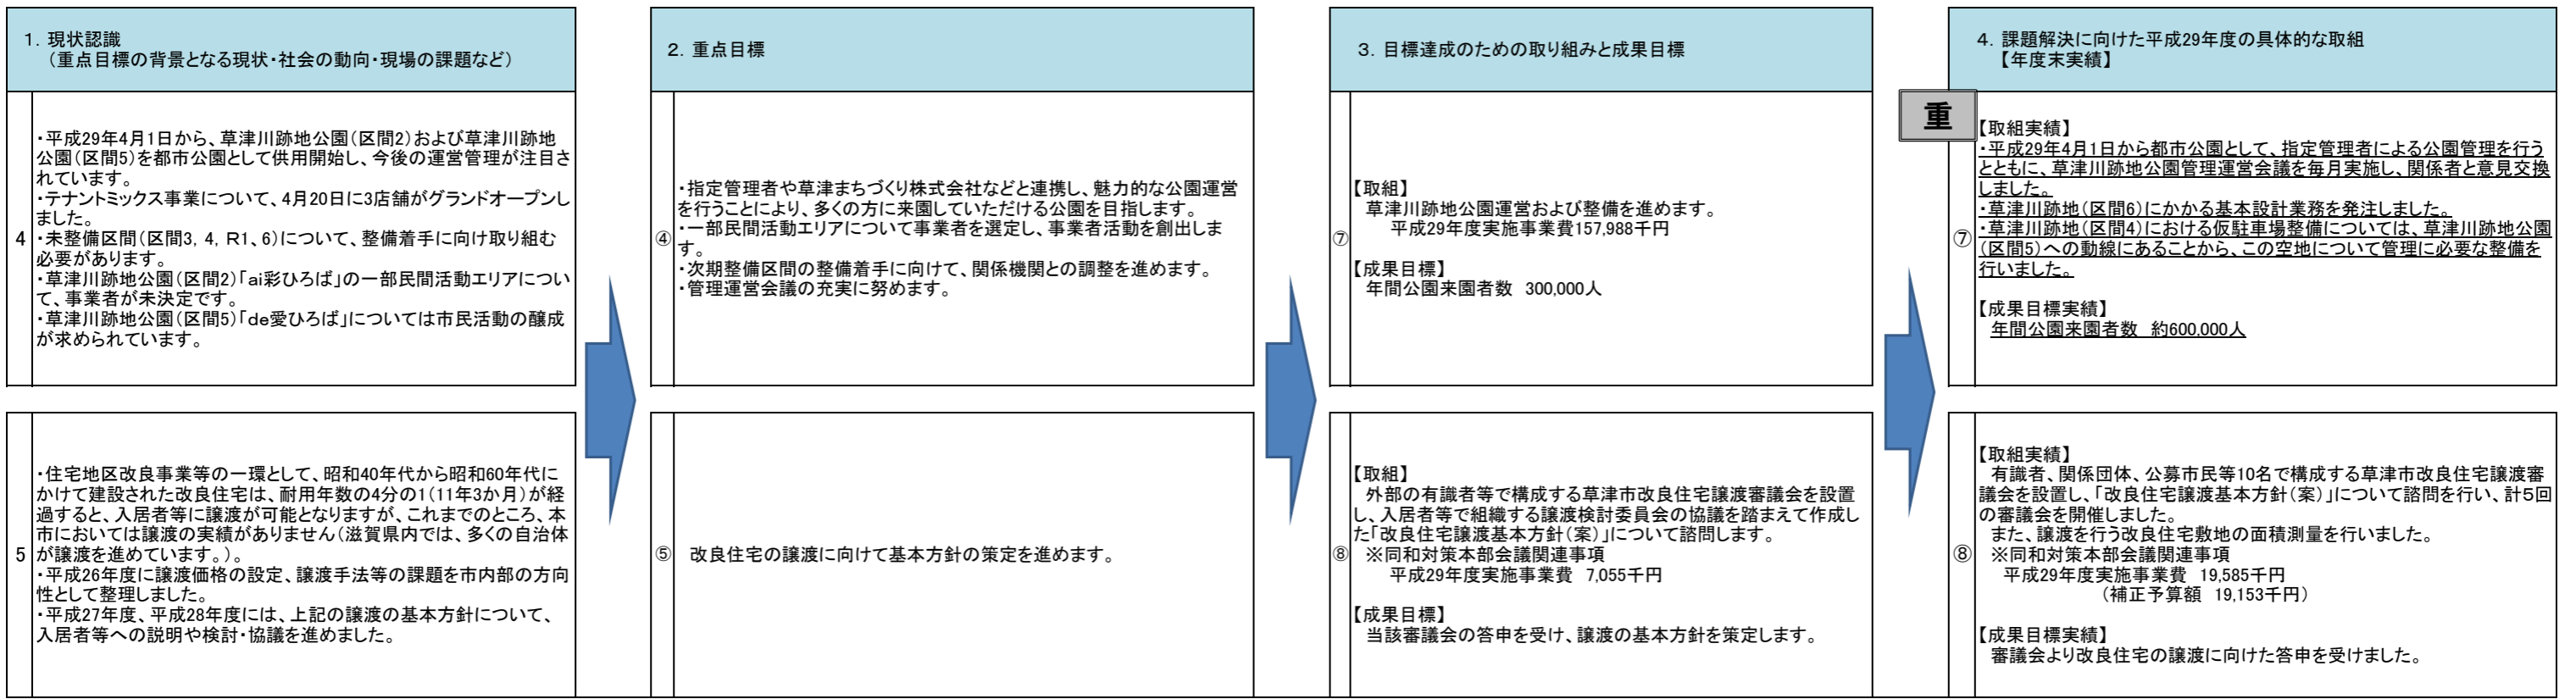 1．現状認識
（重点目標の背景となる現状・社会の動向・現場の課題など）
2．重点目標
3．目標達成のための取り組みと成果目標
4．課題解決に向けた平成29年度の具体的な取組
【年度末実績】
4
・平成29年4月1日から、草津川跡地公園（区間2）および草津川跡地
公園（区間5）を都市公園として供用開始し、今後の運営管理が注目さ
れています。
・テナントミックス事業について、4月20日に3店舗がグランドオープンし
ました。
・未整備区間（区間3，4，R1、6）について、整備着手に向け取り組む
必要があります。
・草津川跡地公園（区間2）「ai彩ひろば」の一部民間活動エリアについ
て、事業者が未決定です。
・草津川跡地公園（区間5）「de愛ひろば」については市民活動の醸成
が求められています。
④
・指定管理者や草津まちづくり株式会社などと連携し、魅力的な公園運営
を行うことにより、多くの方に来園していただける公園を目指します。
・一部民間活動エリアについて事業者を選定し、事業者活動を創出しま
す。
・次期整備区間の整備着手に向けて、関係機関との調整を進めます。
・管理運営会議の充実に努めます。
⑦
【取組】
草津川跡地公園運営および整備を進めます。
平成29年度実施事業費157,988千円
【成果目標】
年間公園来園者数　300,000人
重
⑦
【取組実績】
・平成29年4月1日から都市公園として、指定管理者による公園管理を行う
とともに、草津川跡地公園管理運営会議を毎月実施し、関係者と意見交換
しました。
・草津川跡地（区間6）にかかる基本設計業務を発注しました。
・草津川跡地（区間4）における仮駐車場整備については、草津川跡地公園
（区間5）への動線にあることから、この空地について管理に必要な整備を
行いました。
【成果目標実績】
年間公園来園者数　約600,000人
5
・住宅地区改良事業等の一環として、昭和40年代から昭和60年代に
かけて建設された改良住宅は、耐用年数の4分の1（11年3か月）が経
過すると、入居者等に譲渡が可能となりますが、これまでのところ、本
市においては譲渡の実績がありません（滋賀県内では、多くの自治体
が譲渡を進めています。）。
・平成26年度に譲渡価格の設定、譲渡手法等の課題を市内部の方向
性として整理しました。
・平成27年度、平成28年度には、上記の譲渡の基本方針について、
入居者等への説明や検討・協議を進めました。
⑤
改良住宅の譲渡に向けて基本方針の策定を進めます。
⑧
【取組】
外部の有識者等で構成する草津市改良住宅譲渡審議会を設置
し、入居者等で組織する譲渡検討委員会の協議を踏まえて作成し
た「改良住宅譲渡基本方針（案）」について諮問します。
※同和対策本部会議関連事項
平成29年度実施事業費　7,055千円
【成果目標】
当該審議会の答申を受け、譲渡の基本方針を策定します。
⑧
【取組実績】
有識者、関係団体、公募市民等10名で構成する草津市改良住宅譲渡審
議会を設置し、「改良住宅譲渡基本方針（案）」について諮問を行い、計５回
の審議会を開催しました。
また、譲渡を行う改良住宅敷地の面積測量を行いました。
※同和対策本部会議関連事項
平成29年度実施事業費　19,585千円
（補正予算額　19,153千円）
【成果目標実績】
審議会より改良住宅の譲渡に向けた答申を受けました。